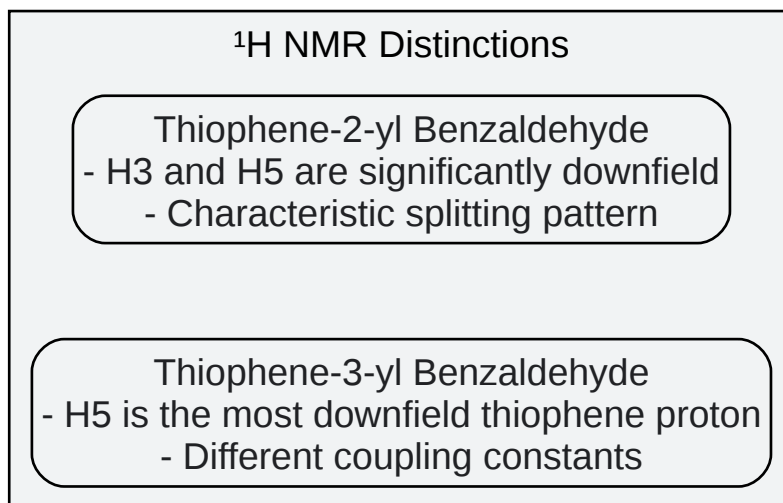 ¹H NMR Distinctions
Thiophene-2-yl Benzaldehyde
- H3 and H5 are significantly downfield
- Characteristic splitting pattern
Thiophene-3-yl Benzaldehyde
- H5 is the most downfield thiophene proton
- Different coupling constants